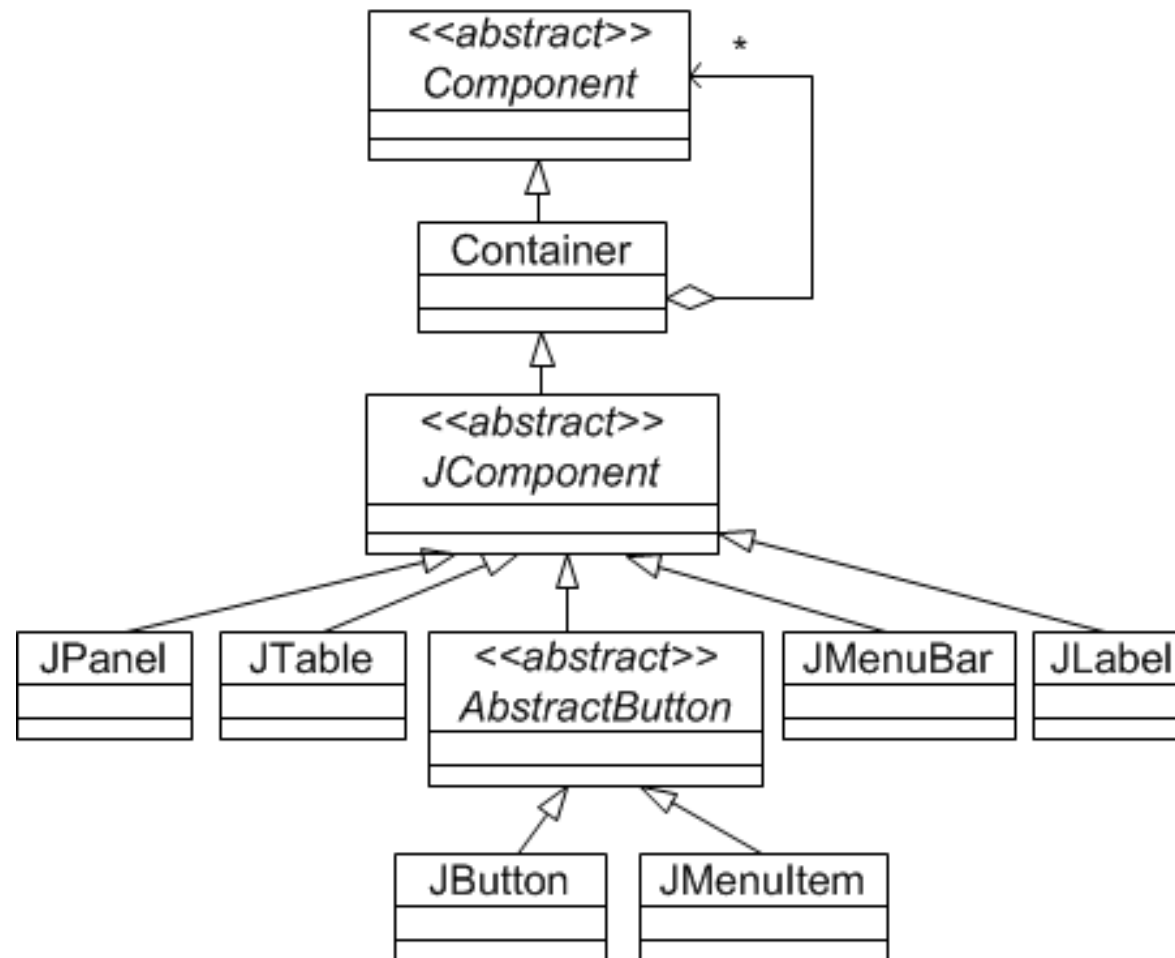 <<abstract>>
Component
*
Container
<<abstract>>
JComponent
JPanel
JTable
<<abstract>>
AbstractButton
JMenuBar
JLabel
JButton
JMenuItem